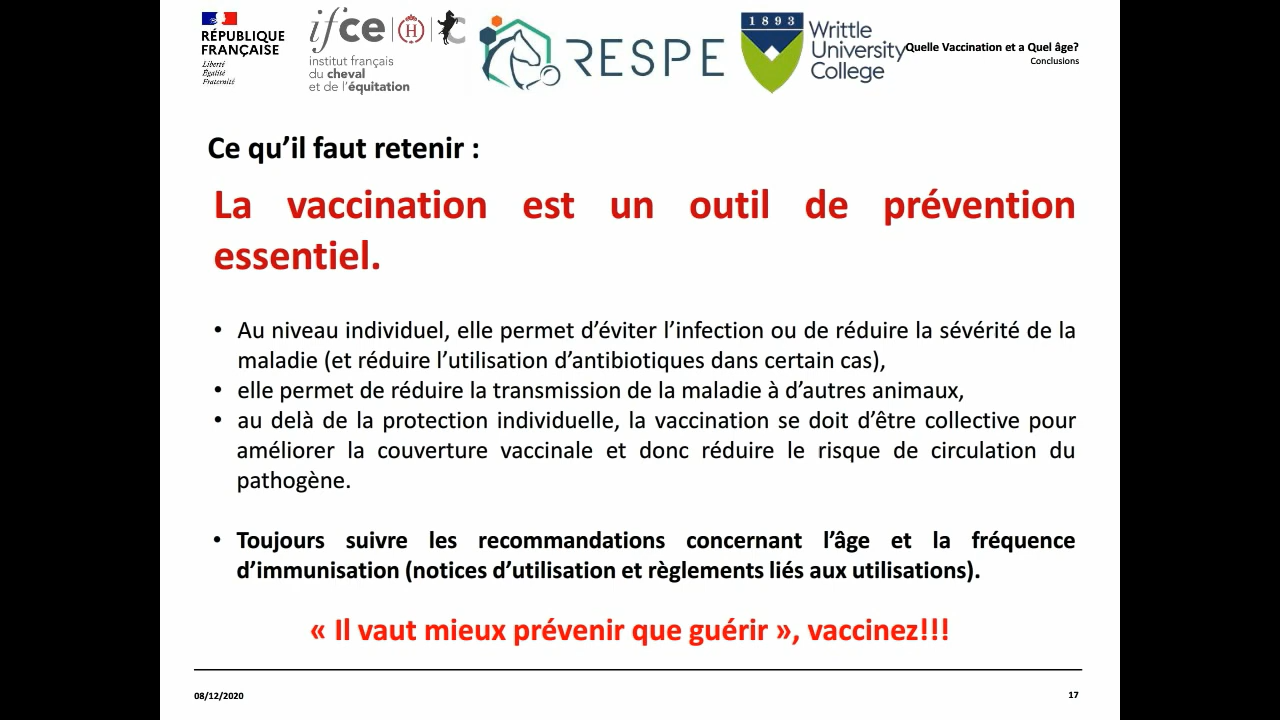 RÉPUBLIQUE
FRANÇAISE
Liberté
Égalité
Fraternité
ifce
institut français
du cheval
et de l'équitation
RESPE
1893
Writtle
University
College
Quelle Vaccination et a Quel âge?
Conclusions
Ce qu’il faut retenir :
La vaccination est un outil de prévention
essentiel.
• Au niveau individuel, elle permet d’éviter l’infection ou de réduire la sévérité de la
maladie (et réduire l’utilisation d’antibiotiques dans certain cas),
• elle permet de réduire la transmission de la maladie à d’autres animaux,
• au delà de la protection individuelle, la vaccination se doit d’être collective pour
améliorer la couverture vaccinale et donc réduire le risque de circulation du
pathogène.
• Toujours suivre les recommandations concernant l’âge et la fréquence
d’immunisation (notices d’utilisation et règlements liés aux utilisations).
« Il vaut mieux prévenir que guérir », vaccinez!!!
08/12/2020
17